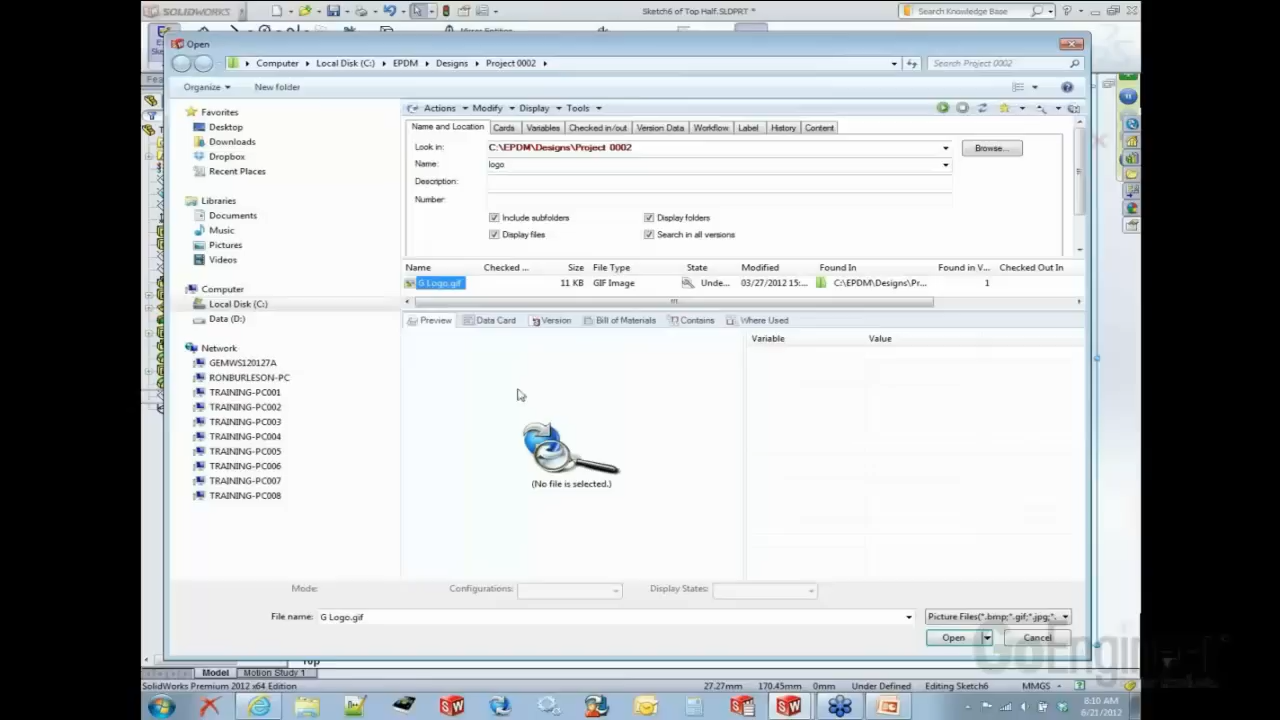 SOLIDWORKS
Sketch6 of Top Half.SLDPRT *
Search Knowledge Base
Open
Computer
Local Disk (C:)
EPDM
Designs
Project 0002
Search Project 0002
Organize
New folder
Favorites
Desktop
Downloads
Dropbox
Recent Places
Libraries
Documents
Music
Pictures
Videos
Computer
Local Disk (C:)
Data (D:)
Network
GEMWS120127A
RONBURLESON-PC
TRAINING-PC001
TRAINING-PC002
TRAINING-PC003
TRAINING-PC004
TRAINING-PC005
TRAINING-PC006
TRAINING-PC007
TRAINING-PC008
Actions Modify Display Tools
Name and Location Cards Variables Checked in/out Version Data Workflow Label History Content
Look in: C:\EPDM\Designs\Project 0002
Browse...
Name: logo
Description:
Number:
Include subfolders
Display folders
Display files
Search in all versions
Name Checked ... Size File Type State Modified Found In Found in V... Checked Out In
G Logo.gif 11 KB GIF Image Unde... 03/27/2012 15:... C:\EPDM\Designs\Pr... 1
Preview Data Card Version Bill of Materials Contains Where Used
Variable Value
(No file is selected.)
Mode: Configurations: Display States:
File name: G Logo.gif
Picture Files(*.bmp;*.gif;*.jpg;*.
Open Cancel
GoEngineer
Top
Model Motion Study 1
SolidWorks Premium 2012 x64 Edition
27.27mm 170.45mm 0mm Under Defined Editing Sketch6 MMGS
8:10 AM
6/21/2012